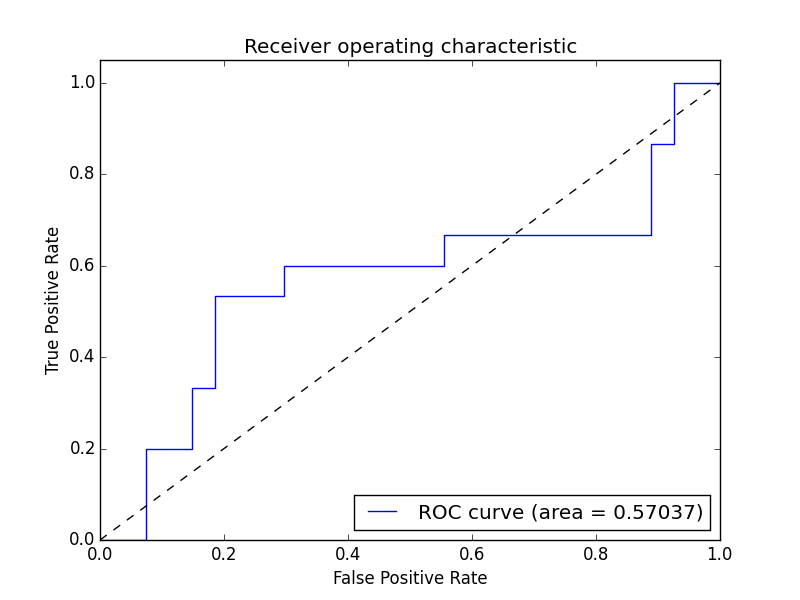 Receiver operating characteristic
True Positive Rate
1.0
0.8
0.6
0.4
0.2
0.0
ROC curve (area = 0.57037)
0.0 0.2 0.4 0.6 0.8 1.0
False Positive Rate